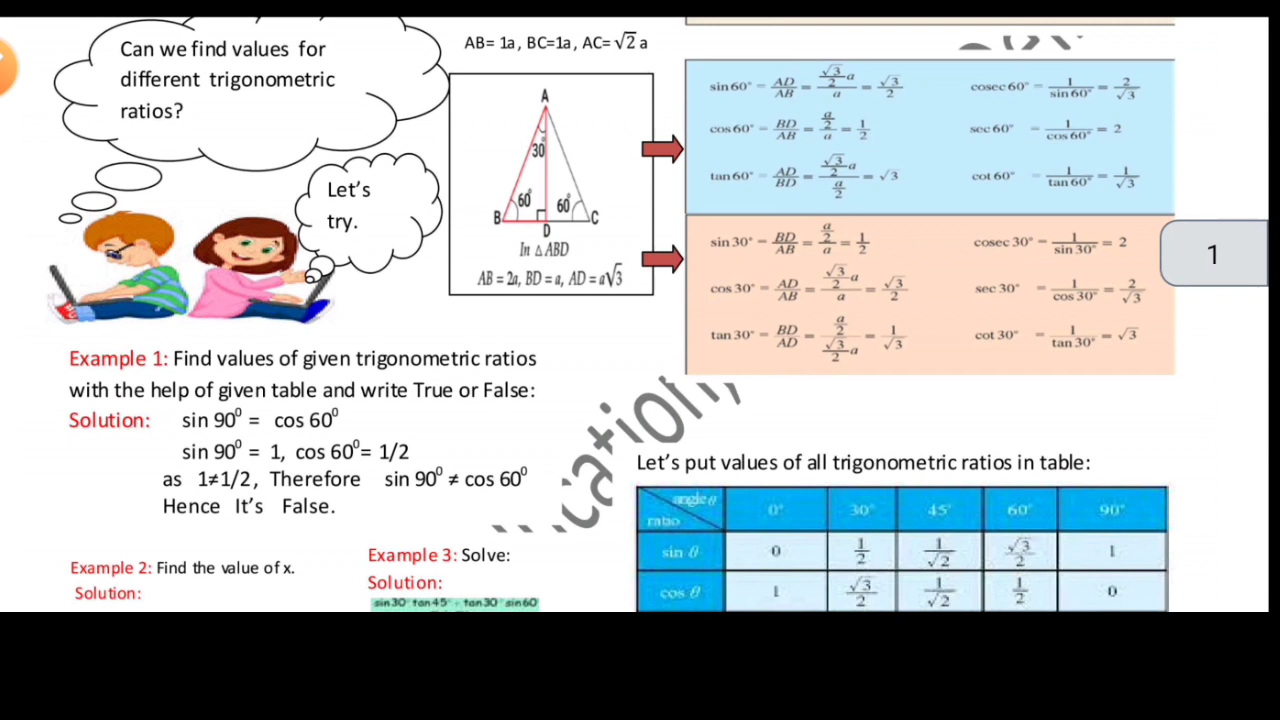 Can we find values for
different trigonometric
ratios?
Let's
try.
AB= 1a, BC=1a, AC= √2 a
A
30°
60° 60°
B D C
In △ABD
AB = 2a, BD = a, AD = a√3
sin 60° = AD/AB = (√3/2 a)/a = √3/2 cosec 60° = 1/sin 60° = 2/√3
cos 60° = BD/AB = (a/2)/a = 1/2 sec 60° = 1/cos 60° = 2
tan 60° = AD/BD = (√3/2 a)/(a/2) = √3 cot 60° = 1/tan 60° = 1/√3
sin 30° = BD/AB = (a/2)/a = 1/2 cosec 30° = 1/sin 30° = 2
cos 30° = AD/AB = (√3/2 a)/a = √3/2 sec 30° = 1/cos 30° = 2/√3
tan 30° = BD/AD = (a/2)/(√3/2 a) = 1/√3 cot 30° = 1/tan 30° = √3
1
Example 1: Find values of given trigonometric ratios
with the help of given table and write True or False:
Solution: sin 90⁰ = cos 60⁰
sin 90⁰ = 1, cos 60⁰= 1/2
as 1≠1/2, Therefore sin 90⁰ ≠ cos 60⁰
Hence It's False.
Example 2: Find the value of x.
Solution:
Example 3: Solve:
Solution:
Let's put values of all trigonometric ratios in table:
angle θ
ratio 0° 30° 45° 60° 90°
sin θ 0 1/2 1/√2 √3/2 1
cos θ 1 √3/2 1/√2 1/2 0